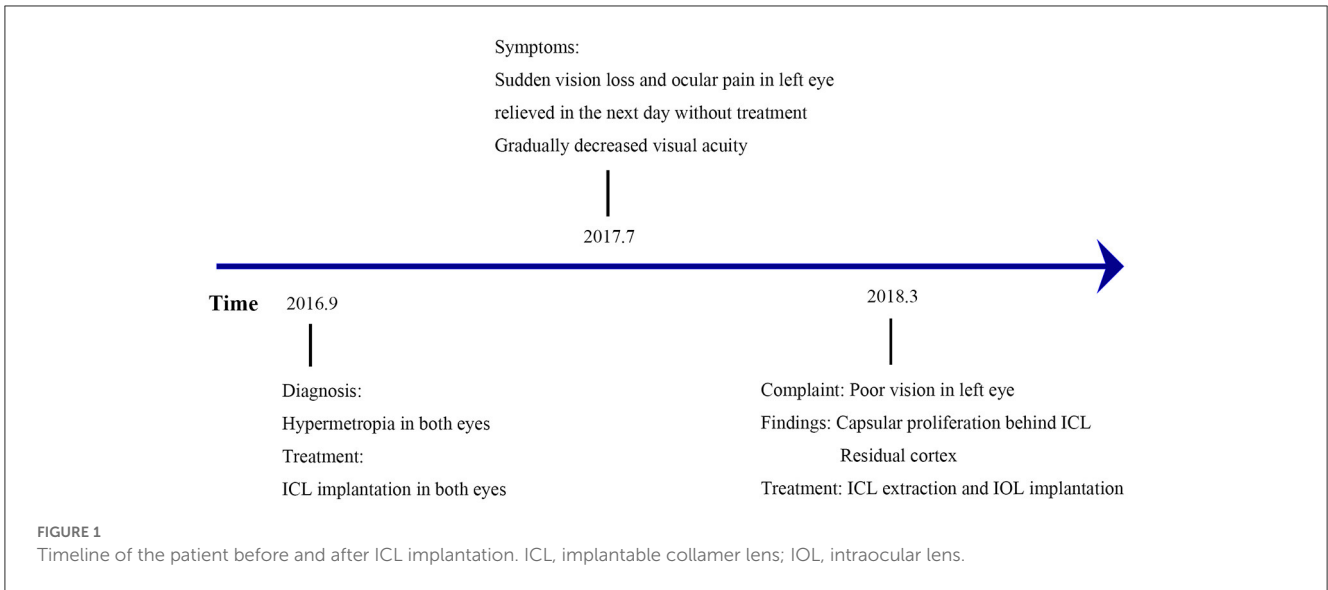 Symptoms:
Sudden vision loss and ocular pain in left eye
relieved in the next day without treatment
Gradually decreased visual acuity
2017.7
Time
2016.9
2018.3
Diagnosis:
Hypermetropia in both eyes
Treatment:
ICL implantation in both eyes
Complaint: Poor vision in left eye
Findings: Capsular proliferation behind ICL
Residual cortex
Treatment: ICL extraction and IOL implantation
FIGURE 1
Timeline of the patient before and after ICL implantation. ICL, implantable collamer lens; IOL, intraocular lens.